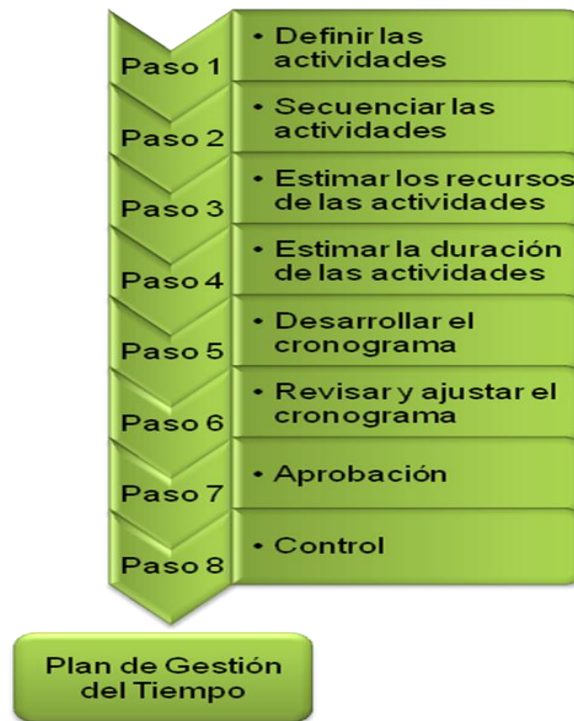 Paso 1
• Definir las
actividades
Paso 2
• Secuenciar las
actividades
Paso 3
• Estimar los recursos
de las actividades
Paso 4
• Estimar la duración
de las actividades
Paso 5
• Desarrollar el
cronograma
Paso 6
• Revisar y ajustar el
cronograma
Paso 7
• Aprobación
Paso 8
• Control
Plan de Gestión
del Tiempo